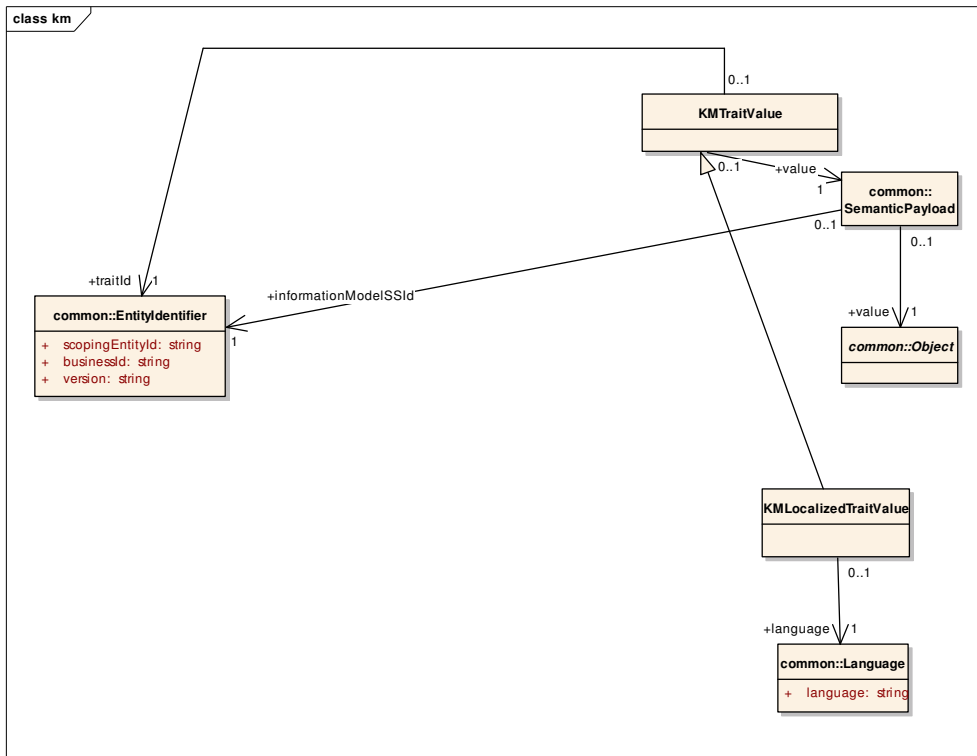 class km
0..1
KMTraitValue
0..1
+value
1
common::
SemanticPayload
0..1
0..1
+traitId
1
+informationModelSSId
1
common::EntityIdentifier
+ scopingEntityId: string
+ businessId: string
+ version: string
+value
1
common::Object
KMLocalizedTraitValue
0..1
+language
1
common::Language
+ language: string